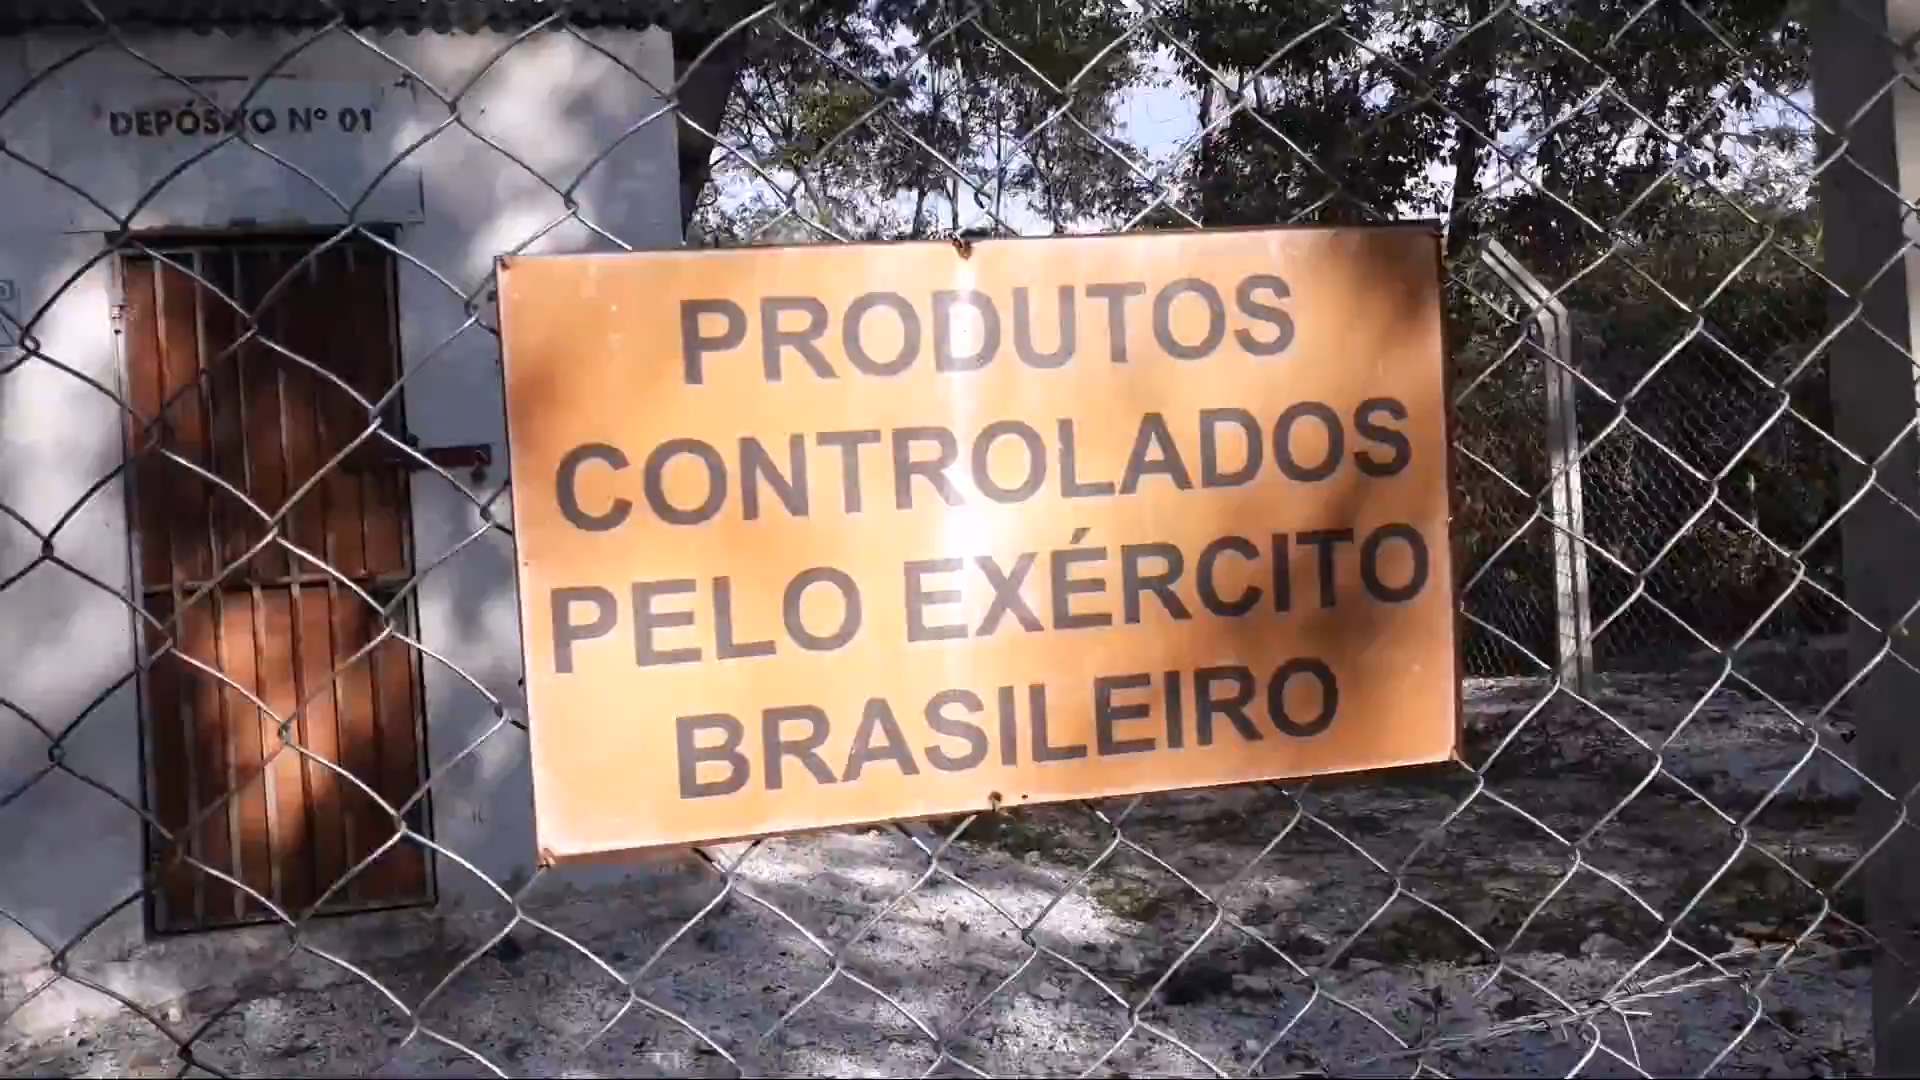 DEPÓSITO Nº 01
PRODUTOS
CONTROLADOS
PELO EXÉRCITO
BRASILEIRO